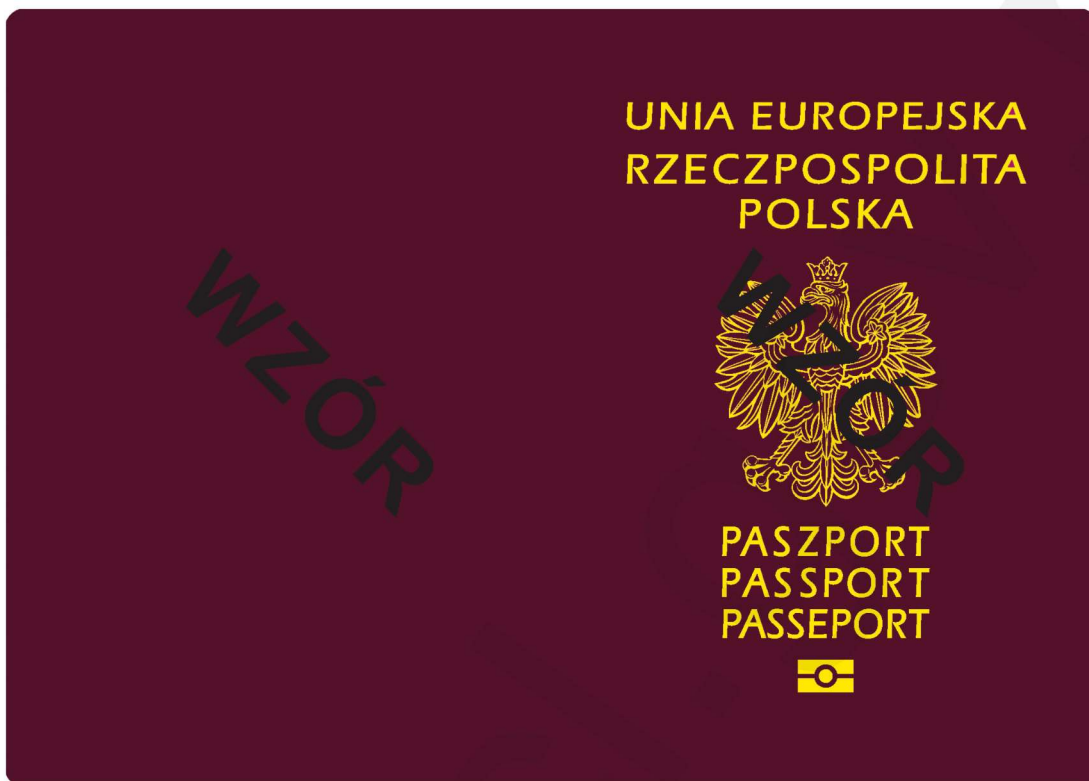 WZÓR
UNIA EUROPEJSKA
RZECZPOSPOLITA
POLSKA
WZÓR
PASZPORT
PASSPORT
PASSEPORT